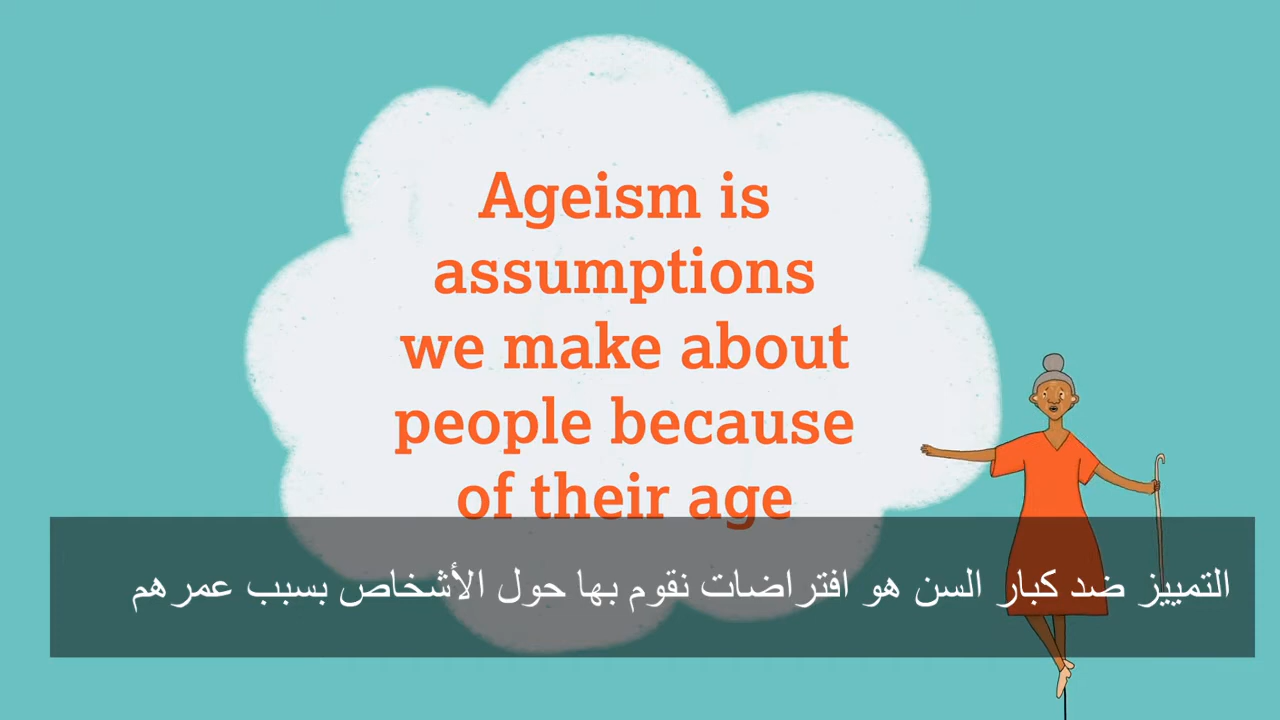 Ageism is
assumptions
we make about
people because
of their age
التمييز ضد كبار السن هو افتراضات نقوم بها حول الأشخاص بسبب عمرهم